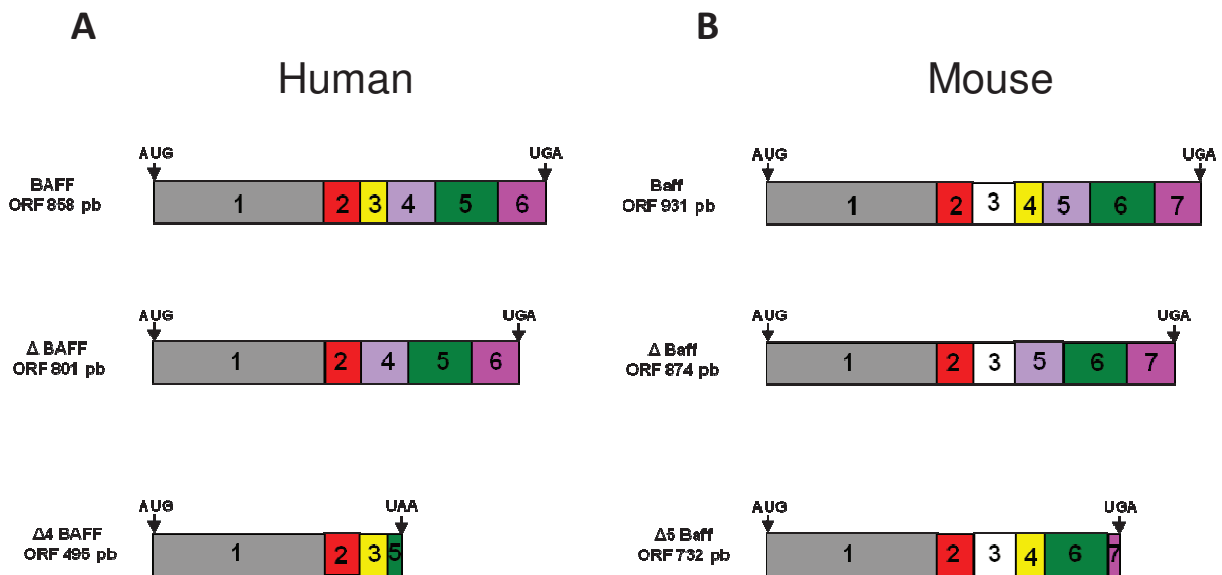 A
Human
AUG UGA
BAFF
ORF 858 pb
1 2 3 4 5 6
AUG UGA
Δ BAFF
ORF 801 pb
1 2 4 5 6
AUG UAA
Δ4 BAFF
ORF 495 pb
1 2 3 5
B
Mouse
AUG UGA
Baff
ORF 931 pb
1 2 3 4 5 6 7
AUG UGA
Δ Baff
ORF 874 pb
1 2 3 5 6 7
AUG UGA
Δ5 Baff
ORF 732 pb
1 2 3 4 6 7